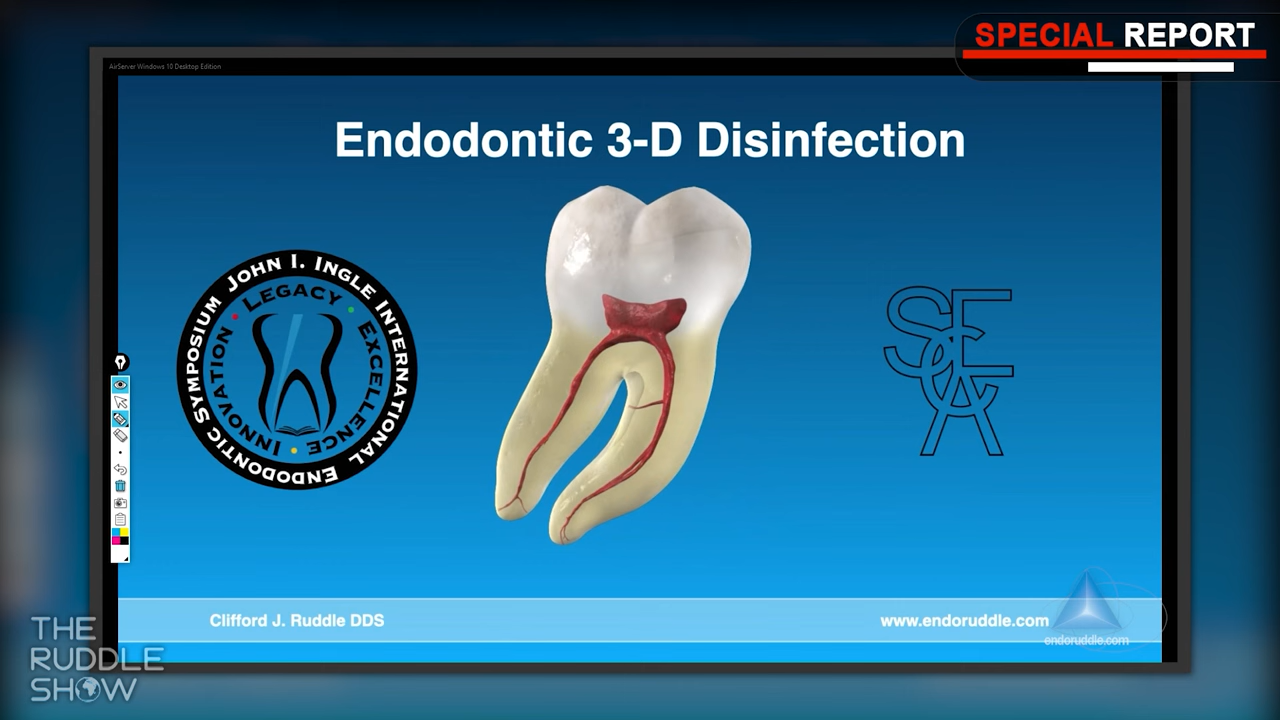 SPECIAL REPORT
AirServer Windows 10 Desktop Edition
Endodontic 3-D Disinfection
JOHN I. INGLE INTERNATIONAL ENDODONTIC SYMPOSIUM
LEGACY • EXCELLENCE • INNOVATION
SCECA
Clifford J. Ruddle DDS
www.endoruddle.com
endoruddle.com
THE
RUDDLE
SHOW